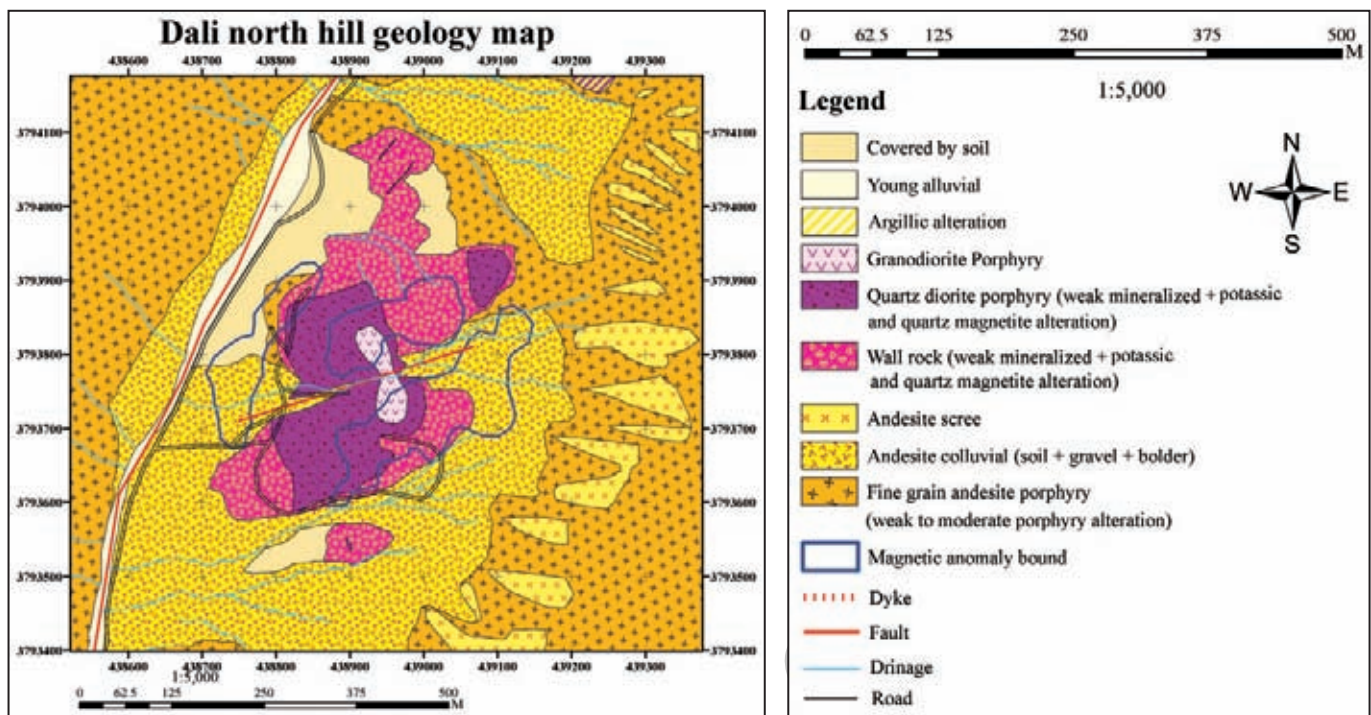 Dali north hill geology map
438600 438700 438800 438900 439000 439100 439200 439300
3794100 3794100
3794000 3794000
3793900 3793900
3793800 3793800
3793700 3793700
3793600 3793600
3793500 3793500
3793400 3793400
438600 438700 438800 438900 439000 439100 439200 439300
1:5,000
0 62.5 125 250 375 500
M
0 62.5 125 250 375 500
M
1:5,000
Legend
N
W E
S
Covered by soil
Young alluvial
Argillic alteration
Granodiorite Porphyry
Quartz diorite porphyry (weak mineralized + potassic
and quartz magnetite alteration)
Wall rock (weak mineralized + potassic
and quartz magnetite alteration)
Andesite scree
Andesite colluvial (soil + gravel + bolder)
Fine grain andesite porphyry
(weak to moderate porphyry alteration)
Magnetic anomaly bound
Dyke
Fault
Drinage
Road